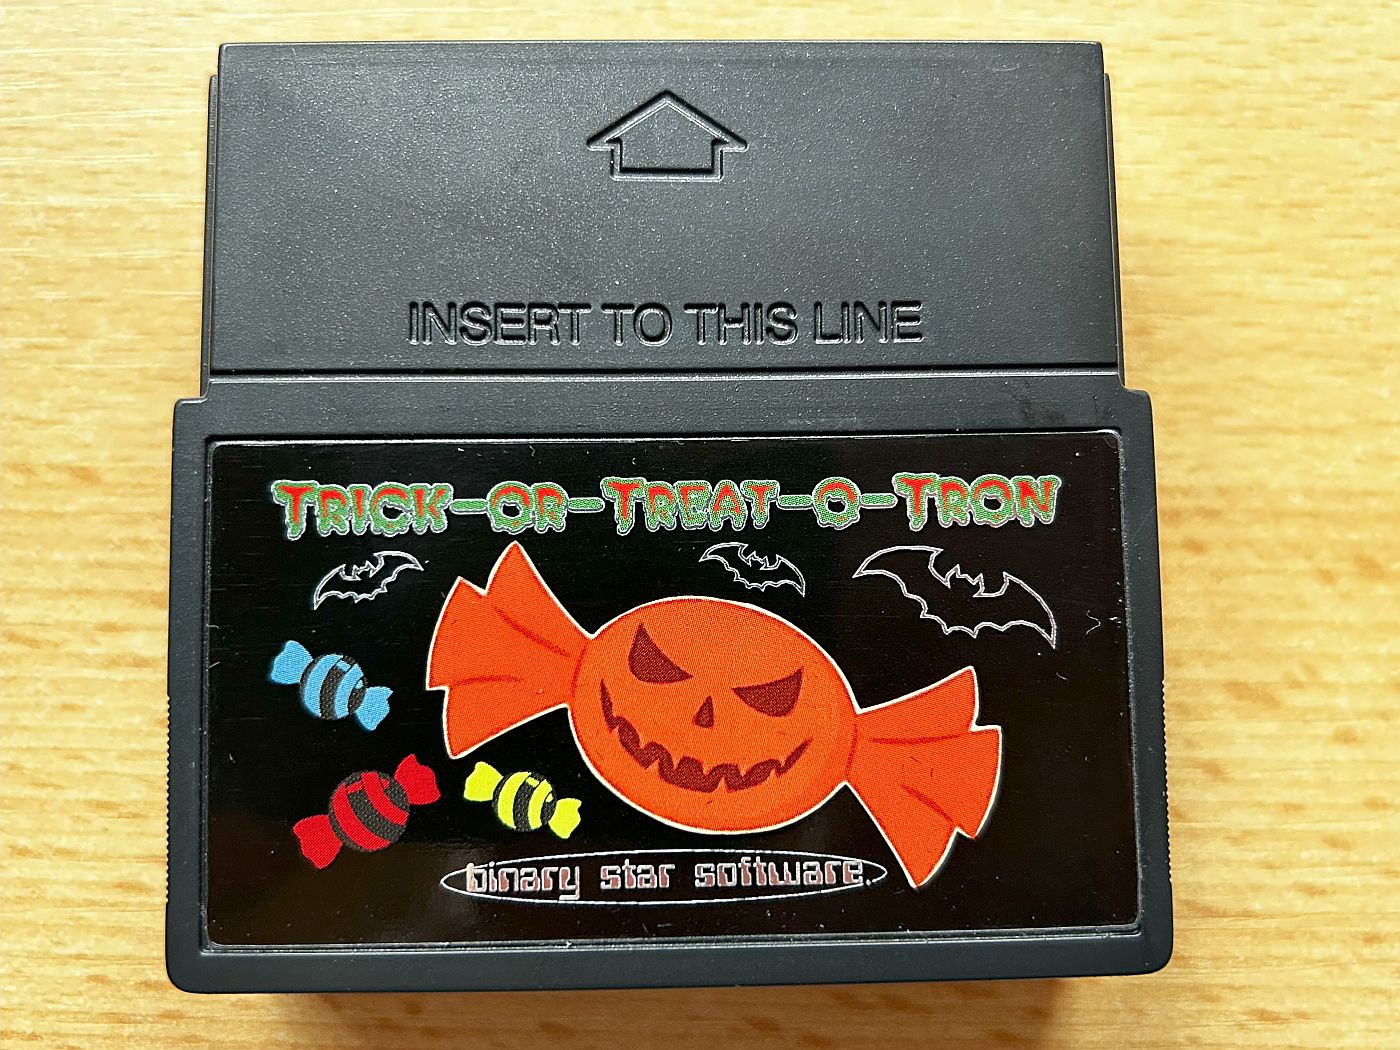 INSERT TO THIS LINE
TRICK-OR-TREAT-O-TRON
binary star software.